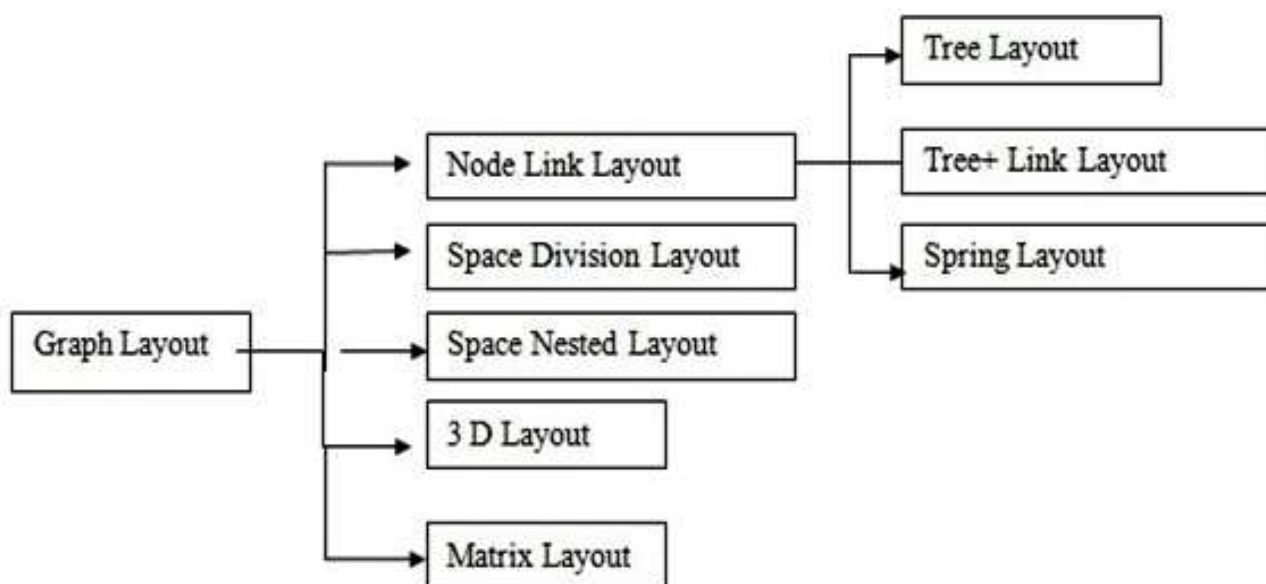 Tree Layout
Node Link Layout
Tree+ Link Layout
Space Division Layout
Spring Layout
Graph Layout
Space Nested Layout
3 D Layout
Matrix Layout